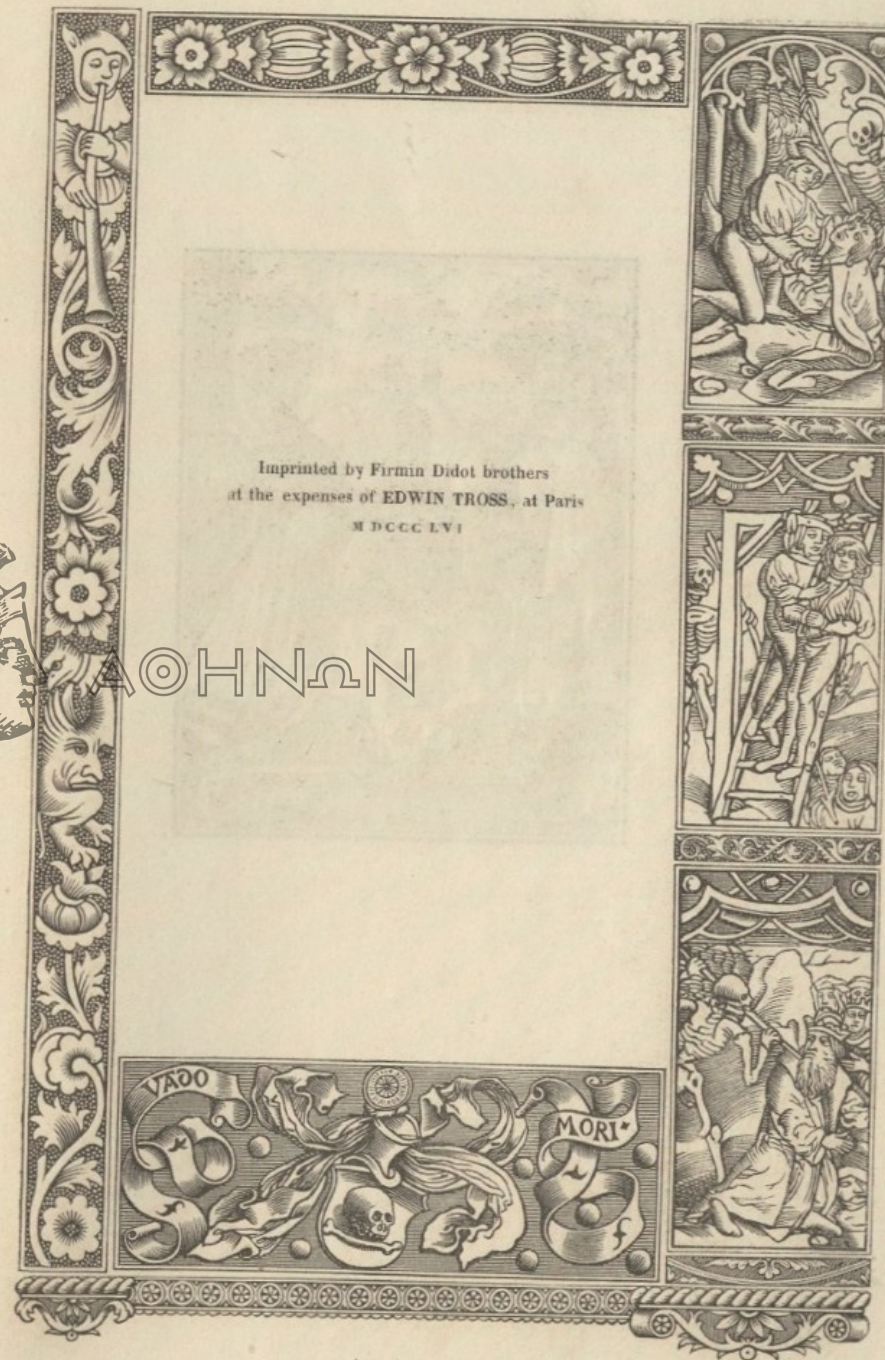 Imprinted by Firmin Didot brothers
at the expenses of EDWIN TROSS, at Paris
M DCCC LVI
ΑΘΗΝΩΝ
VADO
MORI